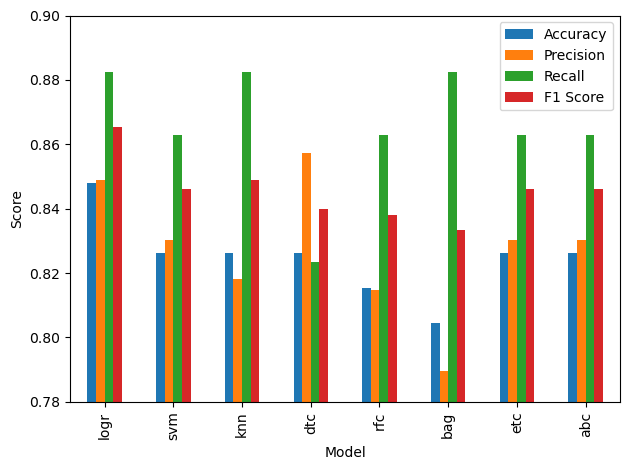 0.90
0.88
0.86
0.84
0.82
0.80
0.78
Score
Accuracy
Precision
Recall
F1 Score
logr
svm
knn
dtc
rfc
bag
etc
abc
Model